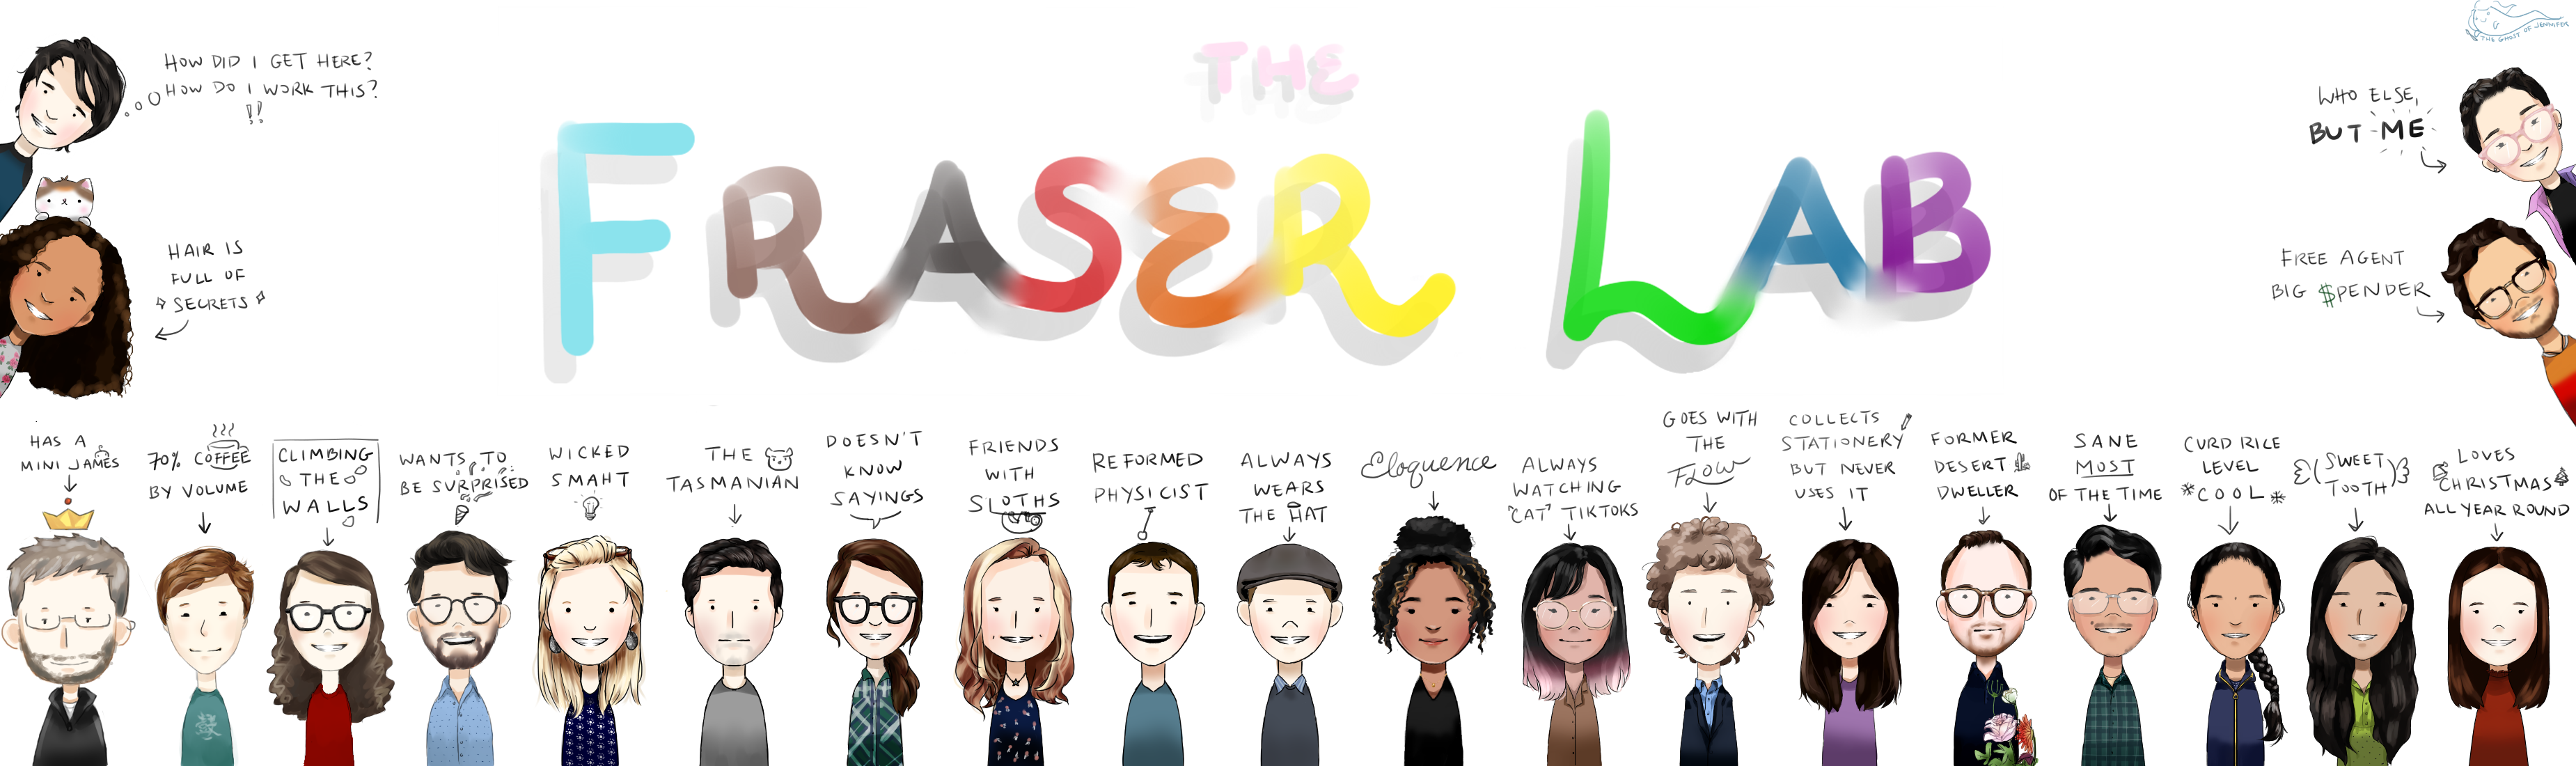 THE
FRASER LAB
HOW DID I GET HERE?
HOW DO I WORK THIS?
!!
HAIR IS
FULL OF
SECRETS
THE GHOST OF JENNIFER
WHO ELSE,
BUT ME
FREE AGENT
BIG $PENDER
HAS A
MINI JAMES
70% COFFEE
BY VOLUME
CLIMBING
THE
WALLS
WANTS TO
BE SURPRISED
WICKED
SMAHT
THE
TASMANIAN
DOESN'T
KNOW
SAYINGS
FRIENDS
WITH
SLOTHS
REFORMED
PHYSICIST
ALWAYS
WEARS
THE HAT
Eloquence
ALWAYS
WATCHING
"CAT" TIKTOKS
GOES WITH
THE
FLOW
COLLECTS
STATIONERY
BUT NEVER
USES IT
FORMER
DESERT
DWELLER
SANE
MOST
OF THE TIME
CURD RICE
LEVEL
*COOL*
(SWEET
TOOTH)
LOVES
CHRISTMAS
ALL YEAR ROUND